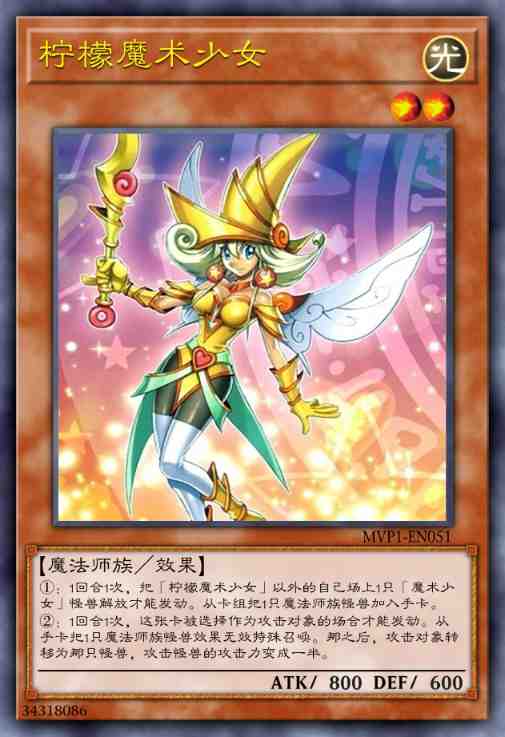 柠檬魔术少女
光
MVP1-EN051
【魔法师族／效果】
①：1回合1次，把「柠檬魔术少女」以外的自己场上1只「魔术少
女」怪兽解放才能发动。从卡组把1只魔法师族怪兽加入手卡。
②：1回合1次，这张卡被选择作为攻击对象的场合才能发动。从
手卡把1只魔法师族怪兽效果无效特殊召唤。那之后，攻击对象转
移为那只怪兽，攻击怪兽的攻击力变成一半。
ATK/ 800 DEF/ 600
34318086